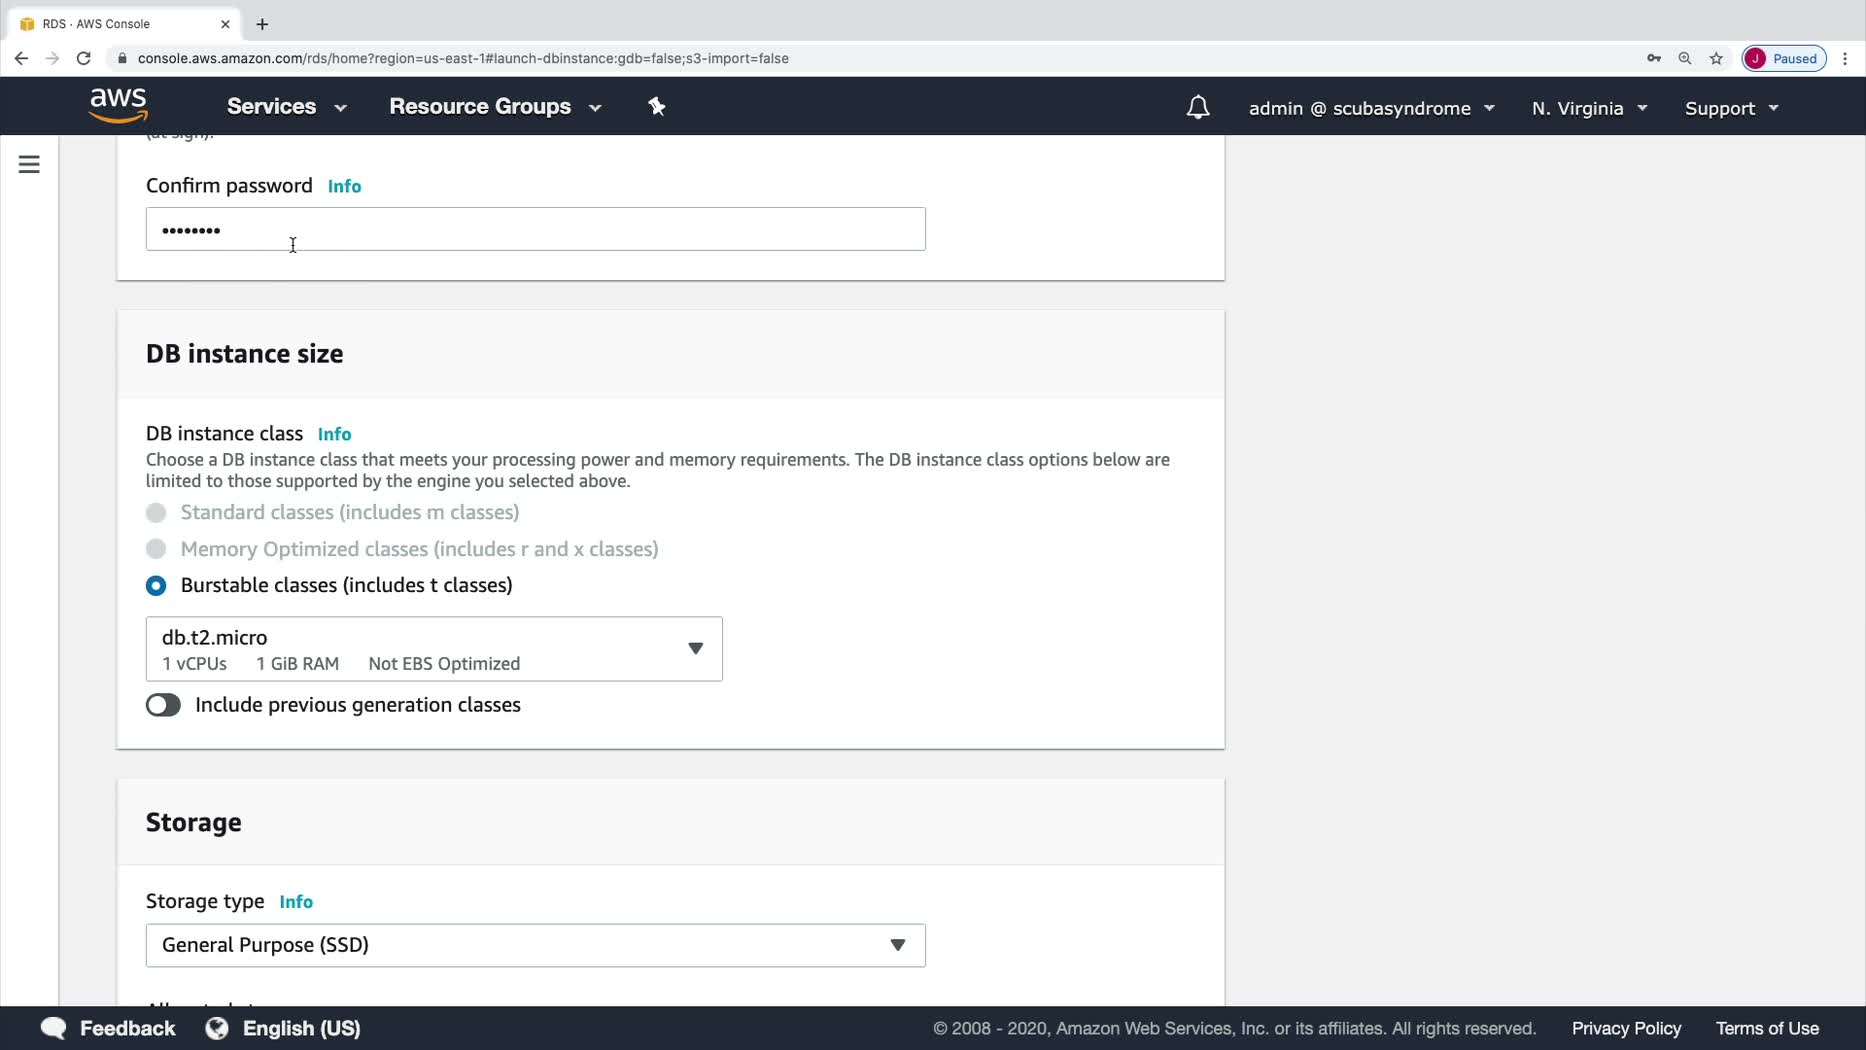 RDS · AWS Console
console.aws.amazon.com/rds/home?region=us-east-1#launch-dbinstance:gdb=false;s3-import=false
J Paused
aws Services Resource Groups admin @ scubasyndrome N. Virginia Support
(at sign).
Confirm password Info
••••••••
DB instance size
DB instance class Info
Choose a DB instance class that meets your processing power and memory requirements. The DB instance class options below are
limited to those supported by the engine you selected above.
Standard classes (includes m classes)
Memory Optimized classes (includes r and x classes)
Burstable classes (includes t classes)
db.t2.micro
1 vCPUs 1 GiB RAM Not EBS Optimized
Include previous generation classes
Storage
Storage type Info
General Purpose (SSD)
Feedback English (US) © 2008 - 2020, Amazon Web Services, Inc. or its affiliates. All rights reserved. Privacy Policy Terms of Use